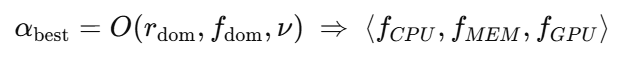 α_best = O(r_dom, f_dom, ν) ⇒ ⟨f_CPU, f_MEM, f_GPU⟩